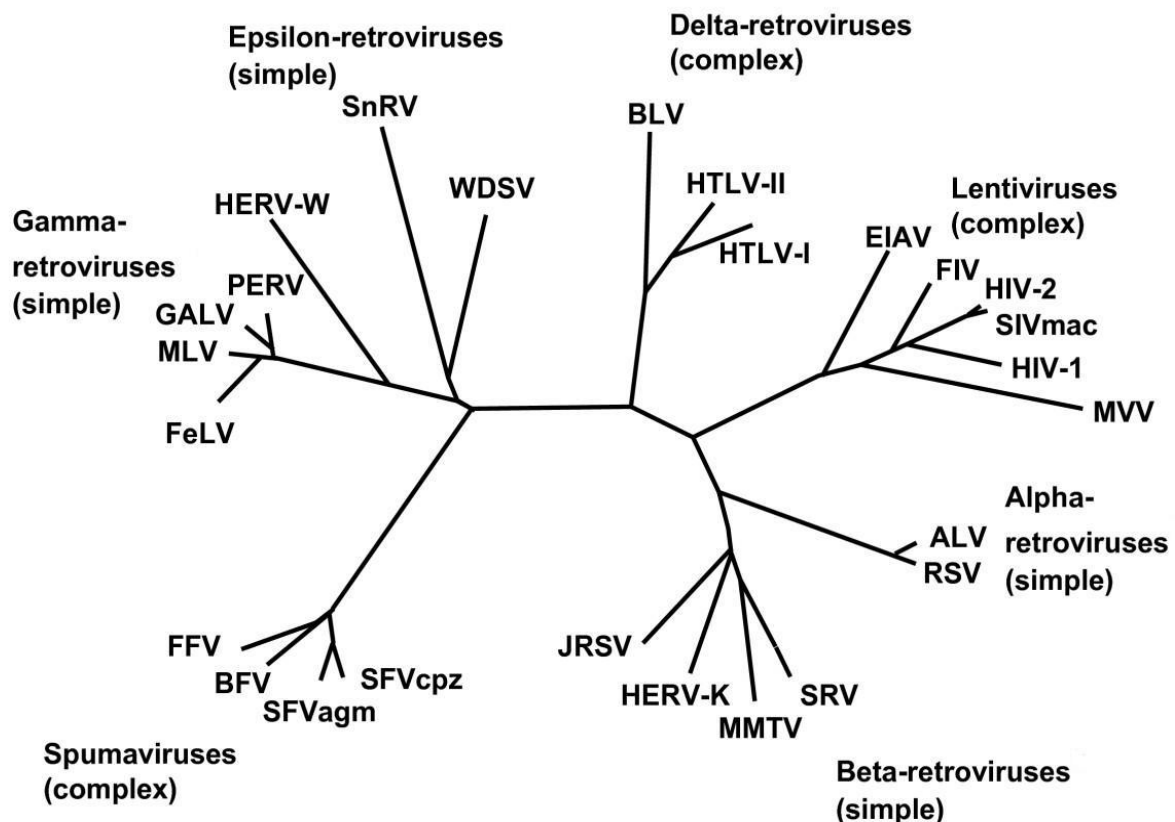 Epsilon-retroviruses
(simple)
SnRV
WDSV
Delta-retroviruses
(complex)
BLV
HTLV-II
HTLV-I
Lentiviruses
(complex)
EIAV
FIV
HIV-2
SIVmac
HIV-1
MVV
Gamma-
retroviruses
(simple)
HERV-W
PERV
GALV
MLV
FeLV
Alpha-
retroviruses
(simple)
ALV
RSV
FFV
BFV
SFVagm
SFVcpz
Spumaviruses
(complex)
JRSV
HERV-K
MMTV
SRV
Beta-retroviruses
(simple)